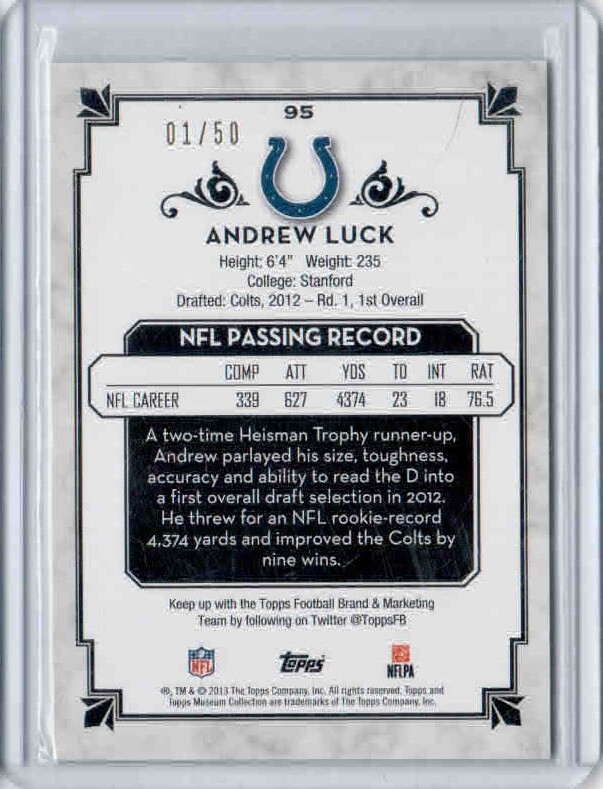 95
01/50
ANDREW LUCK
Height: 6'4" Weight: 235
College: Stanford
Drafted: Colts, 2012 – Rd. 1, 1st Overall
NFL PASSING RECORD
COMP ATT YDS TD INT RAT
NFL CAREER 339 627 4374 23 18 76.5
A two-time Heisman Trophy runner-up,
Andrew parlayed his size, toughness,
accuracy and ability to read the D into
a first overall draft selection in 2012.
He threw for an NFL rookie-record
4,374 yards and improved the Colts by
nine wins.
Keep up with the Topps Football Brand & Marketing
Team by following on Twitter @ToppsFB
NFL Topps NFLPA
®, TM & © 2013 The Topps Company, Inc. All rights reserved. Topps and
Topps Museum Collection are trademarks of The Topps Company, Inc.